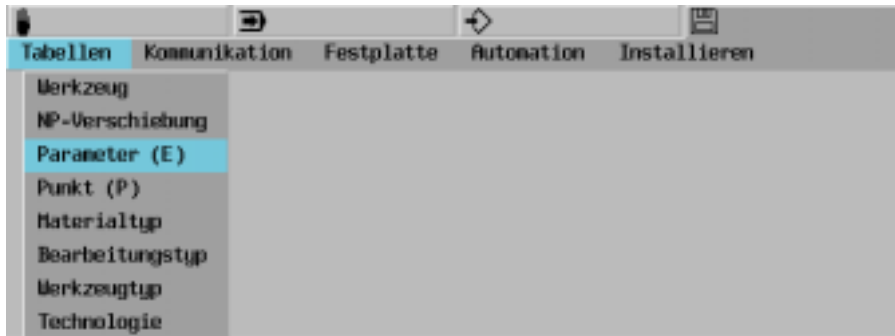 Tabellen Kommunikation Festplatte Automation Installieren
Werkzeug
NP-Verschiebung
Parameter (E)
Punkt (P)
Materialtyp
Bearbeitungstyp
Werkzeugtyp
Technologie